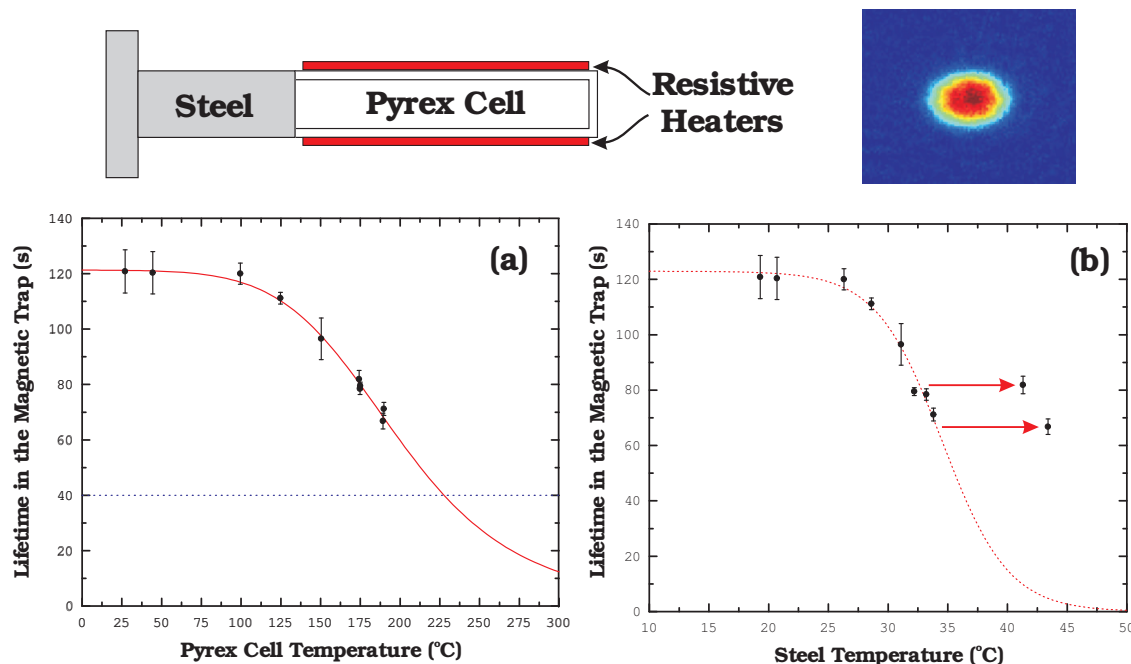 Steel
Pyrex Cell
Resistive
Heaters
(a)
Lifetime in the Magnetic Trap (s)
140
120
100
80
60
40
20
0
0 25 50 75 100 125 150 175 200 225 250 275 300
Pyrex Cell Temperature (°C)
(b)
Lifetime in the Magnetic Trap (s)
140
120
100
80
60
40
20
0
10 15 20 25 30 35 40 45 50
Steel Temperature (°C)